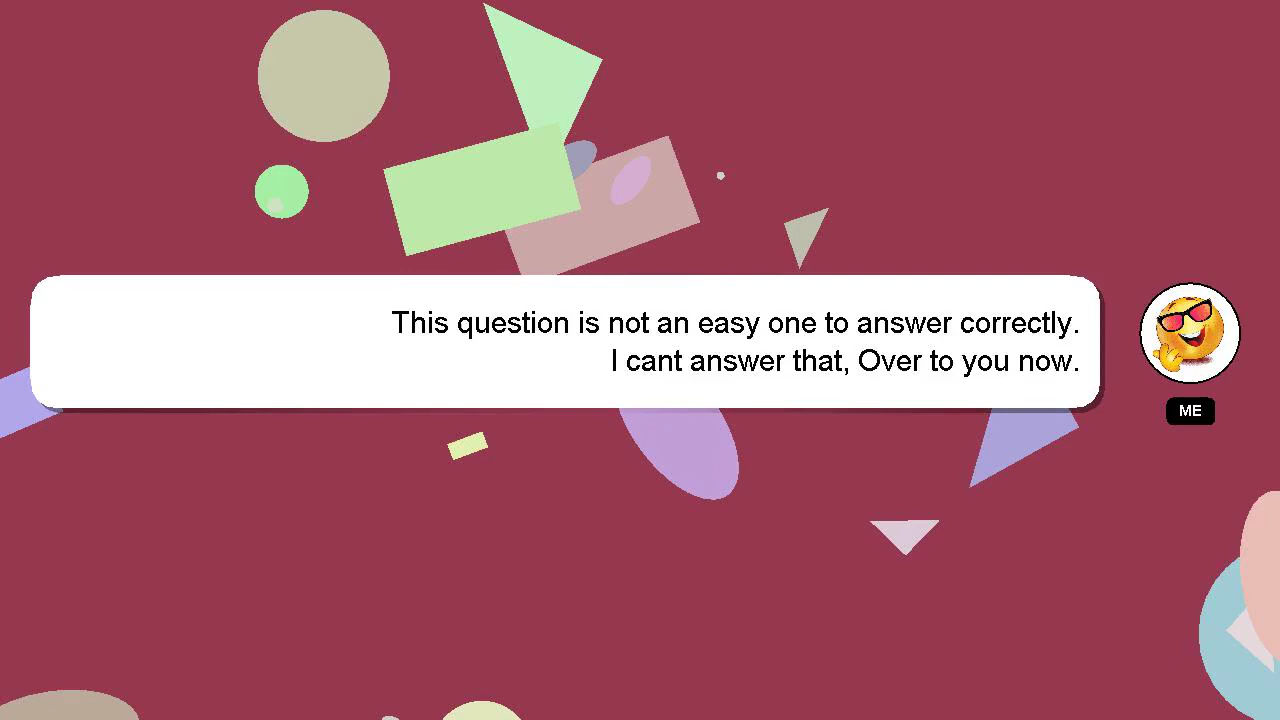 This question is not an easy one to answer correctly.
I cant answer that, Over to you now.
ME